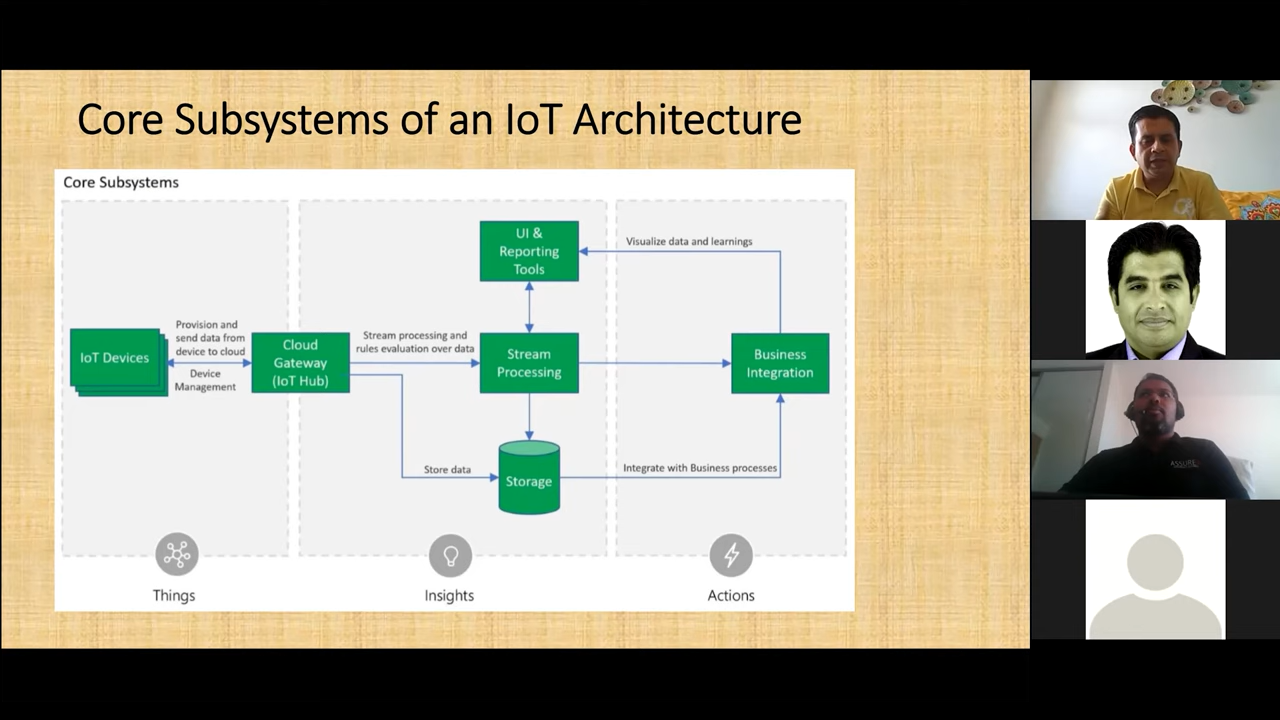 Core Subsystems of an IoT Architecture
Core Subsystems
UI &
Reporting
Tools
Visualize data and learnings
Provision and
send data from
device to cloud
Device
Management
IoT Devices
Cloud
Gateway
(IoT Hub)
Stream processing and
rules evaluation over data
Stream
Processing
Business
Integration
Store data
Storage
Integrate with Business processes
Things
Insights
Actions
ASSURE